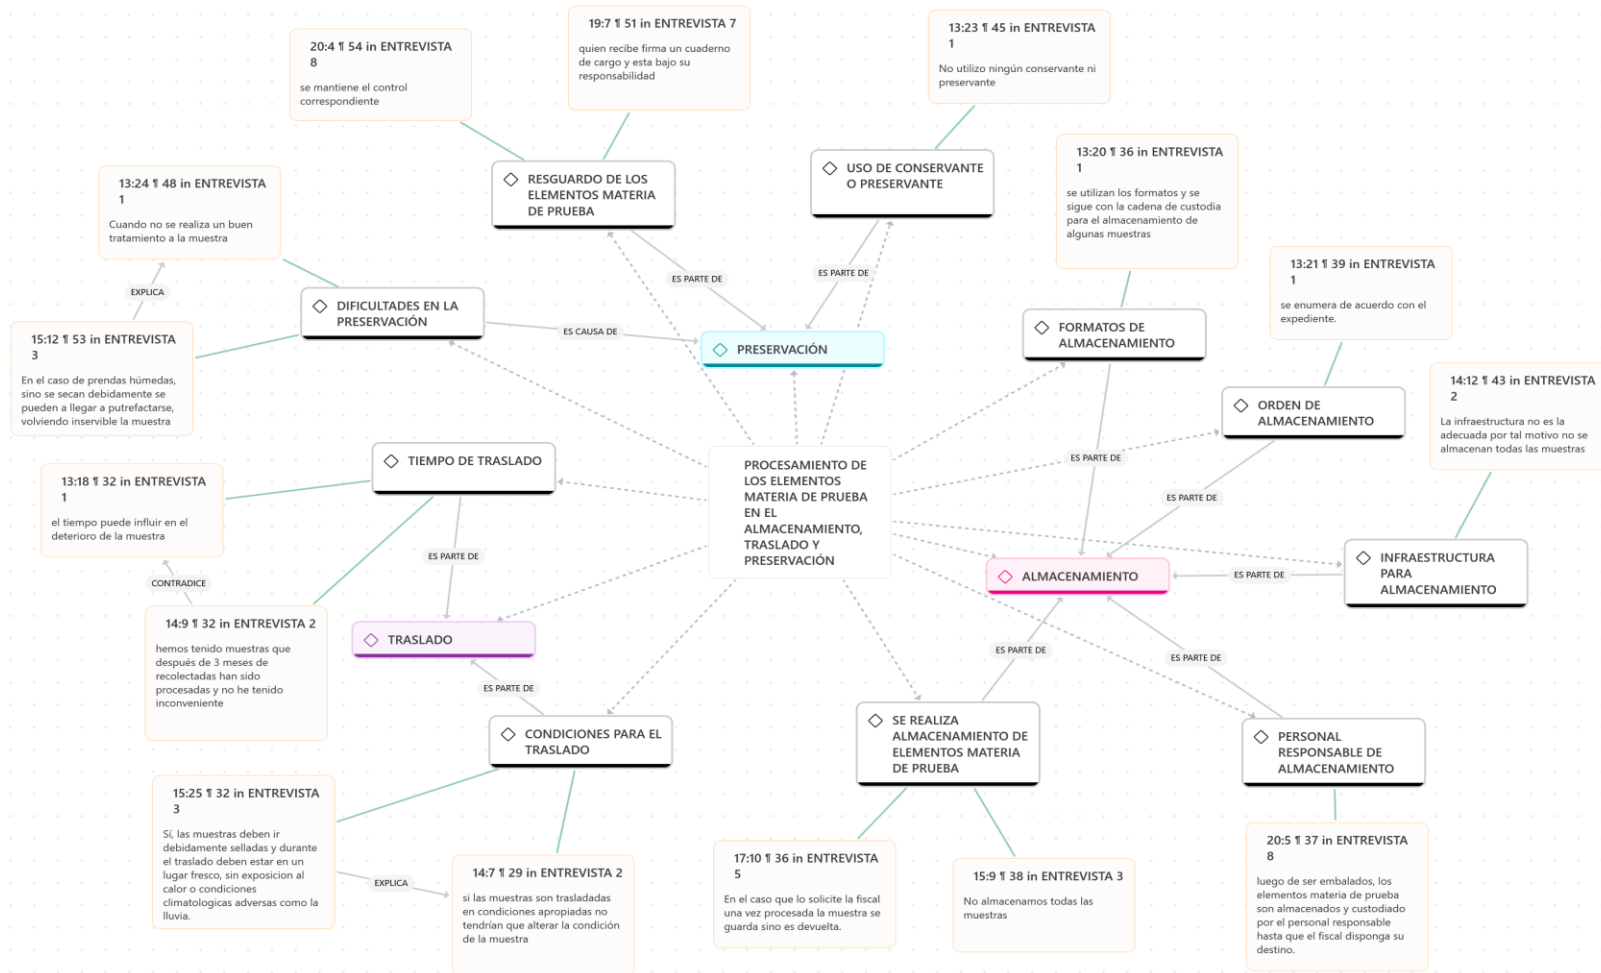 19:7 ¶ 51 in ENTREVISTA 7
quien recibe firma un cuaderno
de cargo y esta bajo su
responsabilidad
13:23 ¶ 45 in ENTREVISTA
1
No utilizo ningún conservante ni
preservante
20:4 ¶ 54 in ENTREVISTA
8
se mantiene el control
correspondiente
13:20 ¶ 36 in ENTREVISTA
1
se utilizan los formatos y se
sigue con la cadena de custodia
para el almacenamiento de
algunas muestras
RESGUARDO DE LOS
ELEMENTOS MATERIA
DE PRUEBA
USO DE CONSERVANTE
O PRESERVANTE
13:24 ¶ 48 in ENTREVISTA
1
Cuando no se realiza un buen
tratamiento a la muestra
13:21 ¶ 39 in ENTREVISTA
1
se enumera de acuerdo con el
expediente.
ES PARTE DE
ES PARTE DE
EXPLICA
DIFICULTADES EN LA
PRESERVACIÓN
ES CAUSA DE
PRESERVACIÓN
FORMATOS DE
ALMACENAMIENTO
15:12 ¶ 53 in ENTREVISTA
3
En el caso de prendas húmedas,
sino se secan debidamente se
pueden a llegar a putrefactarse,
volviendo inservible la muestra
14:12 ¶ 43 in ENTREVISTA
2
La infraestructura no es la
adecuada por tal motivo no se
almacenan todas las muestras
ORDEN DE
ALMACENAMIENTO
TIEMPO DE TRASLADO
PROCESAMIENTO DE
LOS ELEMENTOS
MATERIA DE PRUEBA
EN EL
ALMACENAMIENTO,
TRASLADO Y
PRESERVACIÓN
ES PARTE DE
ES PARTE DE
13:18 ¶ 32 in ENTREVISTA
1
el tiempo puede influir en el
deterioro de la muestra
ES PARTE DE
CONTRADICE
ALMACENAMIENTO
ES PARTE DE
INFRAESTRUCTURA
PARA
ALMACENAMIENTO
14:9 ¶ 32 in ENTREVISTA 2
hemos tenido muestras que
después de 3 meses de
recolectadas han sido
procesadas y no he tenido
inconveniente
TRASLADO
ES PARTE DE
ES PARTE DE
ES PARTE DE
CONDICIONES PARA EL
TRASLADO
SE REALIZA
ALMACENAMIENTO DE
ELEMENTOS MATERIA
DE PRUEBA
PERSONAL
RESPONSABLE DE
ALMACENAMIENTO
15:25 ¶ 32 in ENTREVISTA
3
Sí, las muestras deben ir
debidamente selladas y durante
el traslado deben estar en un
lugar fresco, sin exposicion al
calor o condiciones
climatologicas adversas como la
lluvia.
EXPLICA
14:7 ¶ 29 in ENTREVISTA 2
si las muestras son trasladadas
en condiciones apropiadas no
tendrían que alterar la condición
de la muestra
17:10 ¶ 36 in ENTREVISTA
5
En el caso que lo solicite la fiscal
una vez procesada la muestra se
guarda sino es devuelta.
15:9 ¶ 38 in ENTREVISTA 3
No almacenamos todas las
muestras
20:5 ¶ 37 in ENTREVISTA
8
luego de ser embalados, los
elementos materia de prueba
son almacenados y custodiado
por el personal responsable
hasta que el fiscal disponga su
destino.